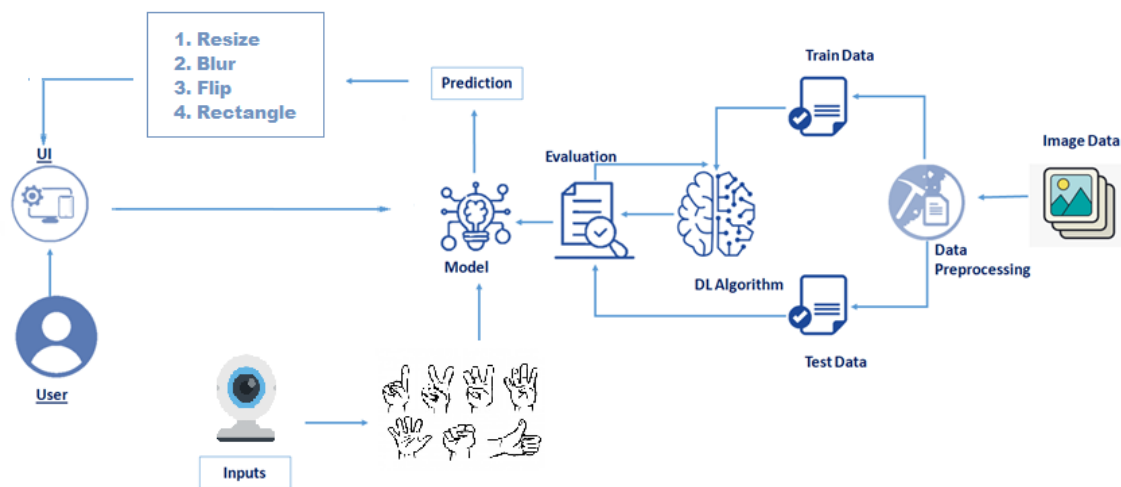 1. Resize
2. Blur
3. Flip
4. Rectangle
Prediction
Train Data
Evaluation
Image Data
UI
Model
DL Algorithm
Data
Preprocessing
Test Data
User
Inputs